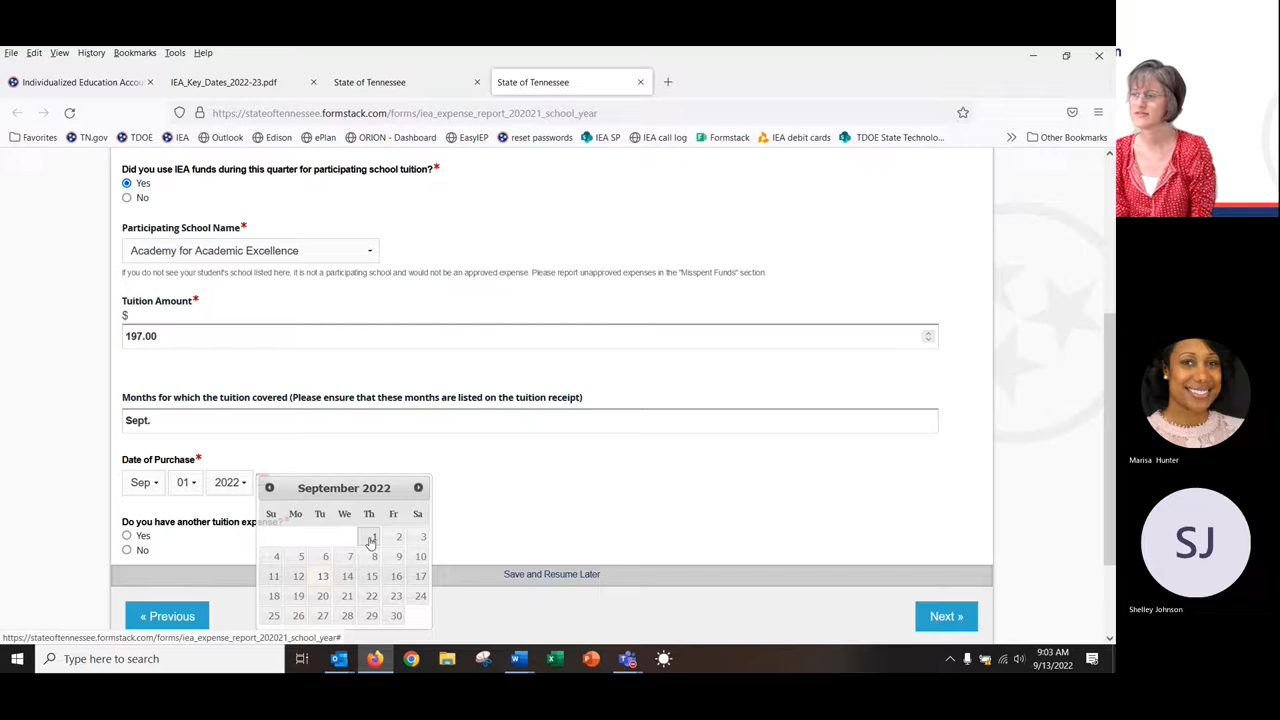 File Edit View History Bookmarks Tools Help
Individualized Education Accou
IEA_Key_Dates_2022-23.pdf
State of Tennessee
State of Tennessee
https://stateoftennessee.formstack.com/forms/iea_expense_report_202021_school_year
Favorites TN.gov TDOE IEA Outlook Edison ePlan ORION - Dashboard EasyIEP reset passwords IEA SP IEA call log Formstack IEA debit cards TDOE State Technolo... Other Bookmarks
Did you use IEA funds during this quarter for participating school tuition?*
Yes
No
Participating School Name*
Academy for Academic Excellence
If you do not see your student's school listed here, it is not a participating school and would not be an approved expense. Please report unapproved expenses in the "Misspent Funds" section.
Tuition Amount*
$
197.00
Months for which the tuition covered (Please ensure that these months are listed on the tuition receipt)
Sept.
Date of Purchase*
Sep 01 2022
September 2022
Su Mo Tu We Th Fr Sa
1 2 3
4 5 6 7 8 9 10
11 12 13 14 15 16 17
18 19 20 21 22 23 24
25 26 27 28 29 30
Do you have another tuition expense?*
Yes
No
Save and Resume Later
« Previous
Next »
https://stateoftennessee.formstack.com/forms/iea_expense_report_202021_school_year#
Type here to search
9:03 AM
9/13/2022
Marisa Hunter
SJ
Shelley Johnson